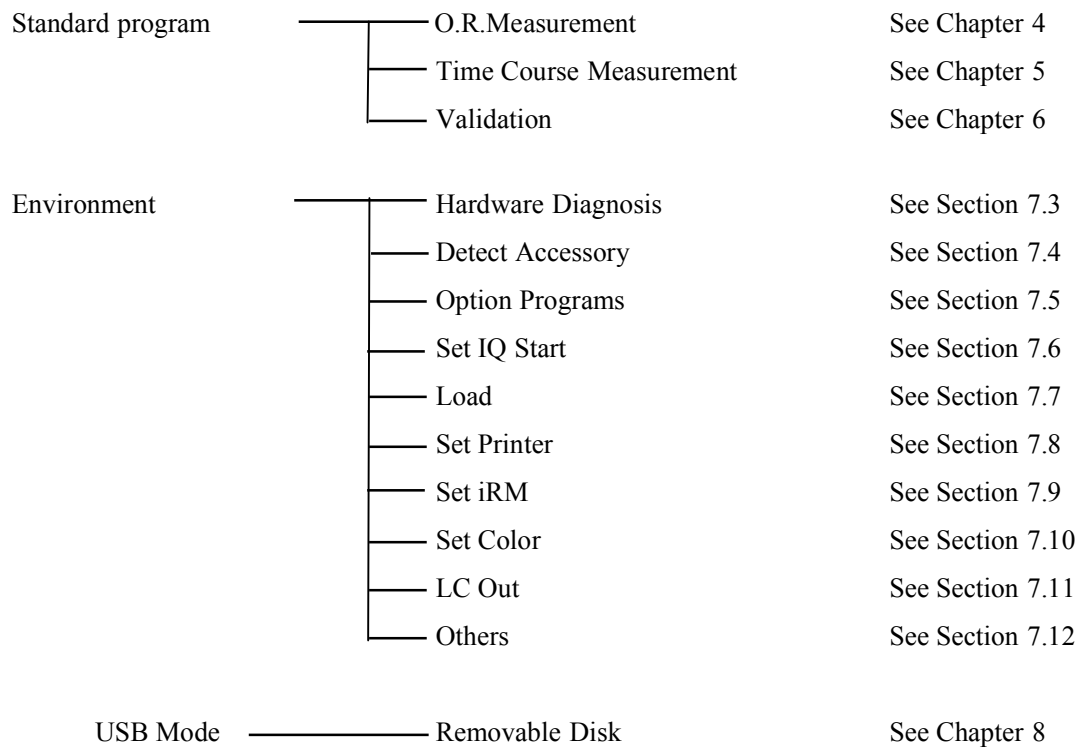 Standard program O.R.Measurement See Chapter 4
Time Course Measurement See Chapter 5
Validation See Chapter 6
Environment Hardware Diagnosis See Section 7.3
Detect Accessory See Section 7.4
Option Programs See Section 7.5
Set IQ Start See Section 7.6
Load See Section 7.7
Set Printer See Section 7.8
Set iRM See Section 7.9
Set Color See Section 7.10
LC Out See Section 7.11
Others See Section 7.12
USB Mode Removable Disk See Chapter 8